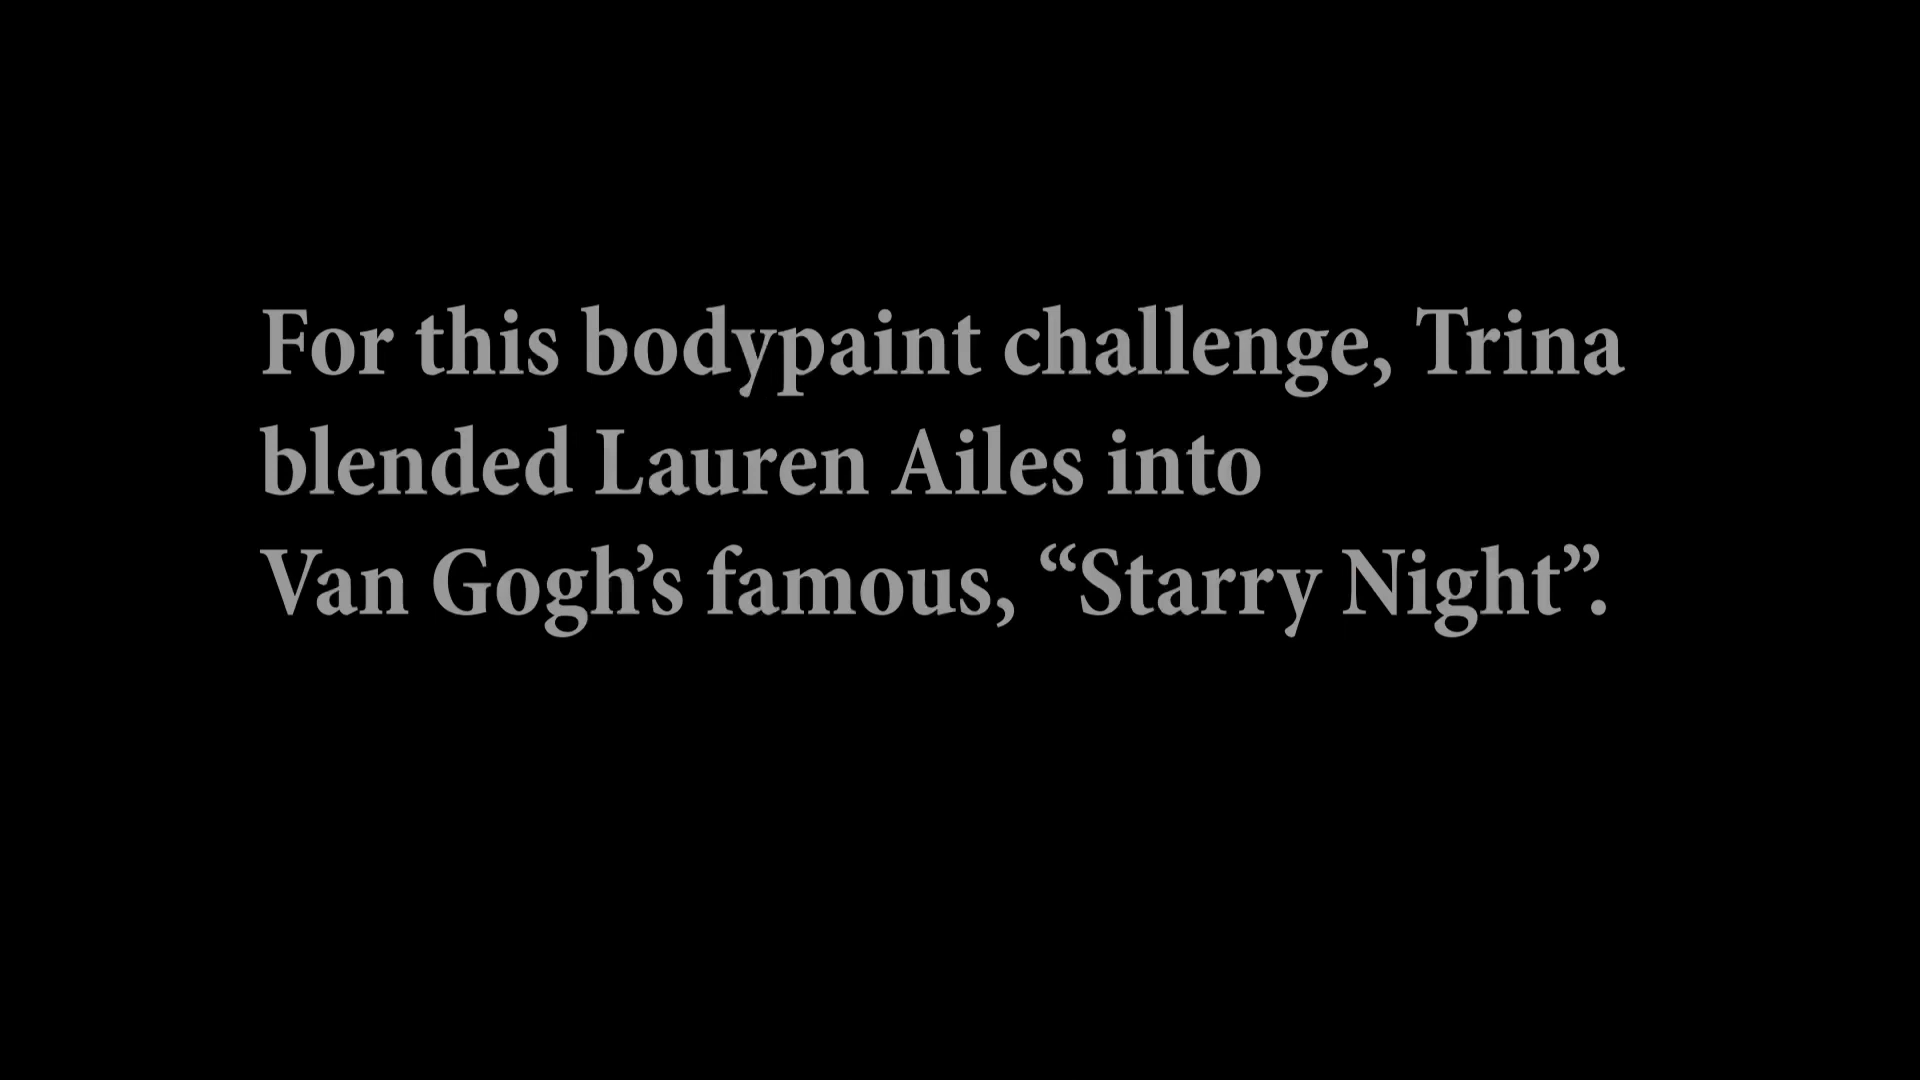 For this bodypaint challenge, Trina
blended Lauren Ailes into
Van Gogh’s famous, “Starry Night”.